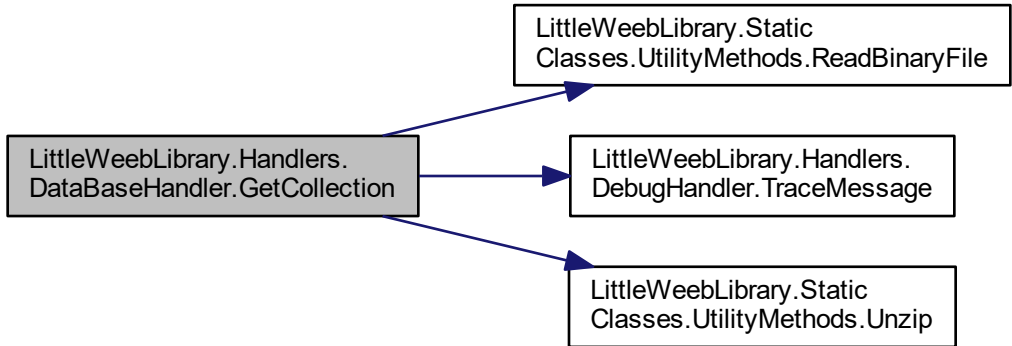 LittleWeebLibrary.Static
Classes.UtilityMethods.ReadBinaryFile
LittleWeebLibrary.Handlers.
DataBaseHandler.GetCollection
LittleWeebLibrary.Handlers.
DebugHandler.TraceMessage
LittleWeebLibrary.Static
Classes.UtilityMethods.Unzip